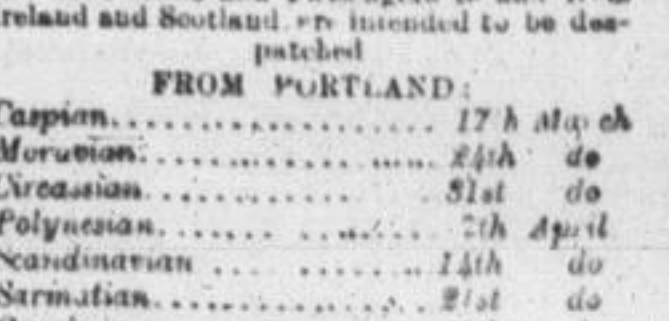 Ireland and Scotland are intended to be des-
patched
FROM PORTLAND:
Caspian.................... 17th March
Moravian.................... 24th do
Circassian.................... 31st do
Polynesian.................... 7th April
Scandinavian.................... 14th do
Sarmatian.................... 21st do